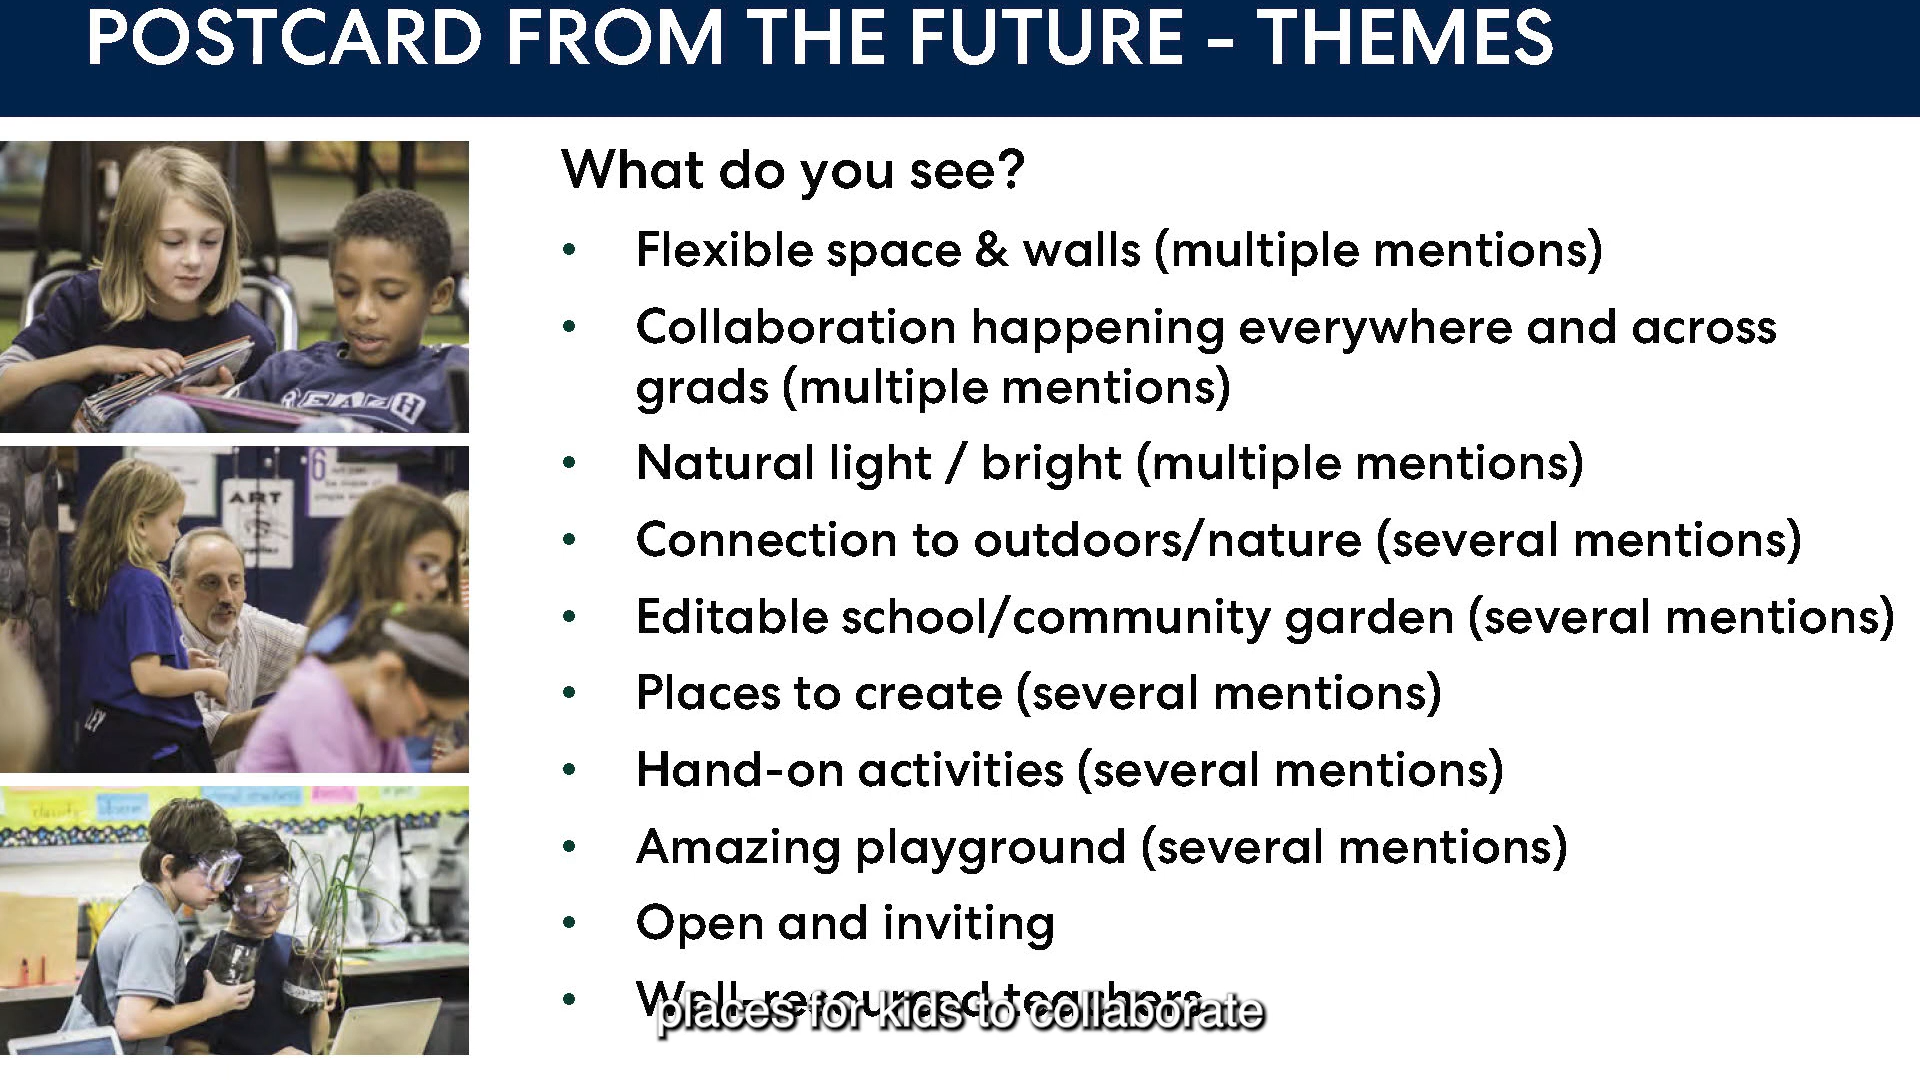 POSTCARD FROM THE FUTURE - THEMES
What do you see?
• Flexible space & walls (multiple mentions)
• Collaboration happening everywhere and across
grads (multiple mentions)
• Natural light / bright (multiple mentions)
• Connection to outdoors/nature (several mentions)
• Editable school/community garden (several mentions)
• Places to create (several mentions)
• Hand-on activities (several mentions)
• Amazing playground (several mentions)
• Open and inviting
• Well-resourced teachers
places for kids to collaborate
ART
6
LEY